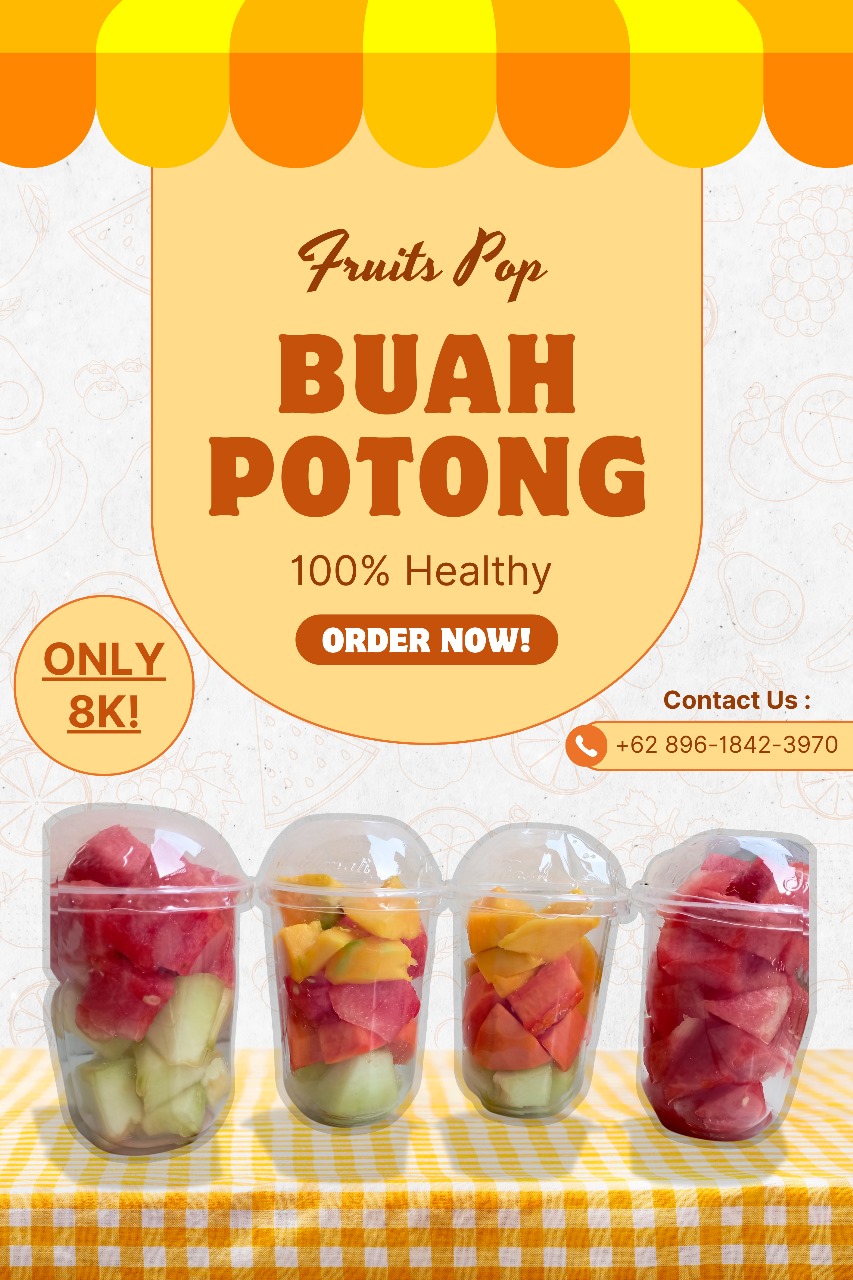 Fruits Pop
BUAH
POTONG
100% Healthy
ORDER NOW!
ONLY
8K!
Contact Us :
+62 896-1842-3970